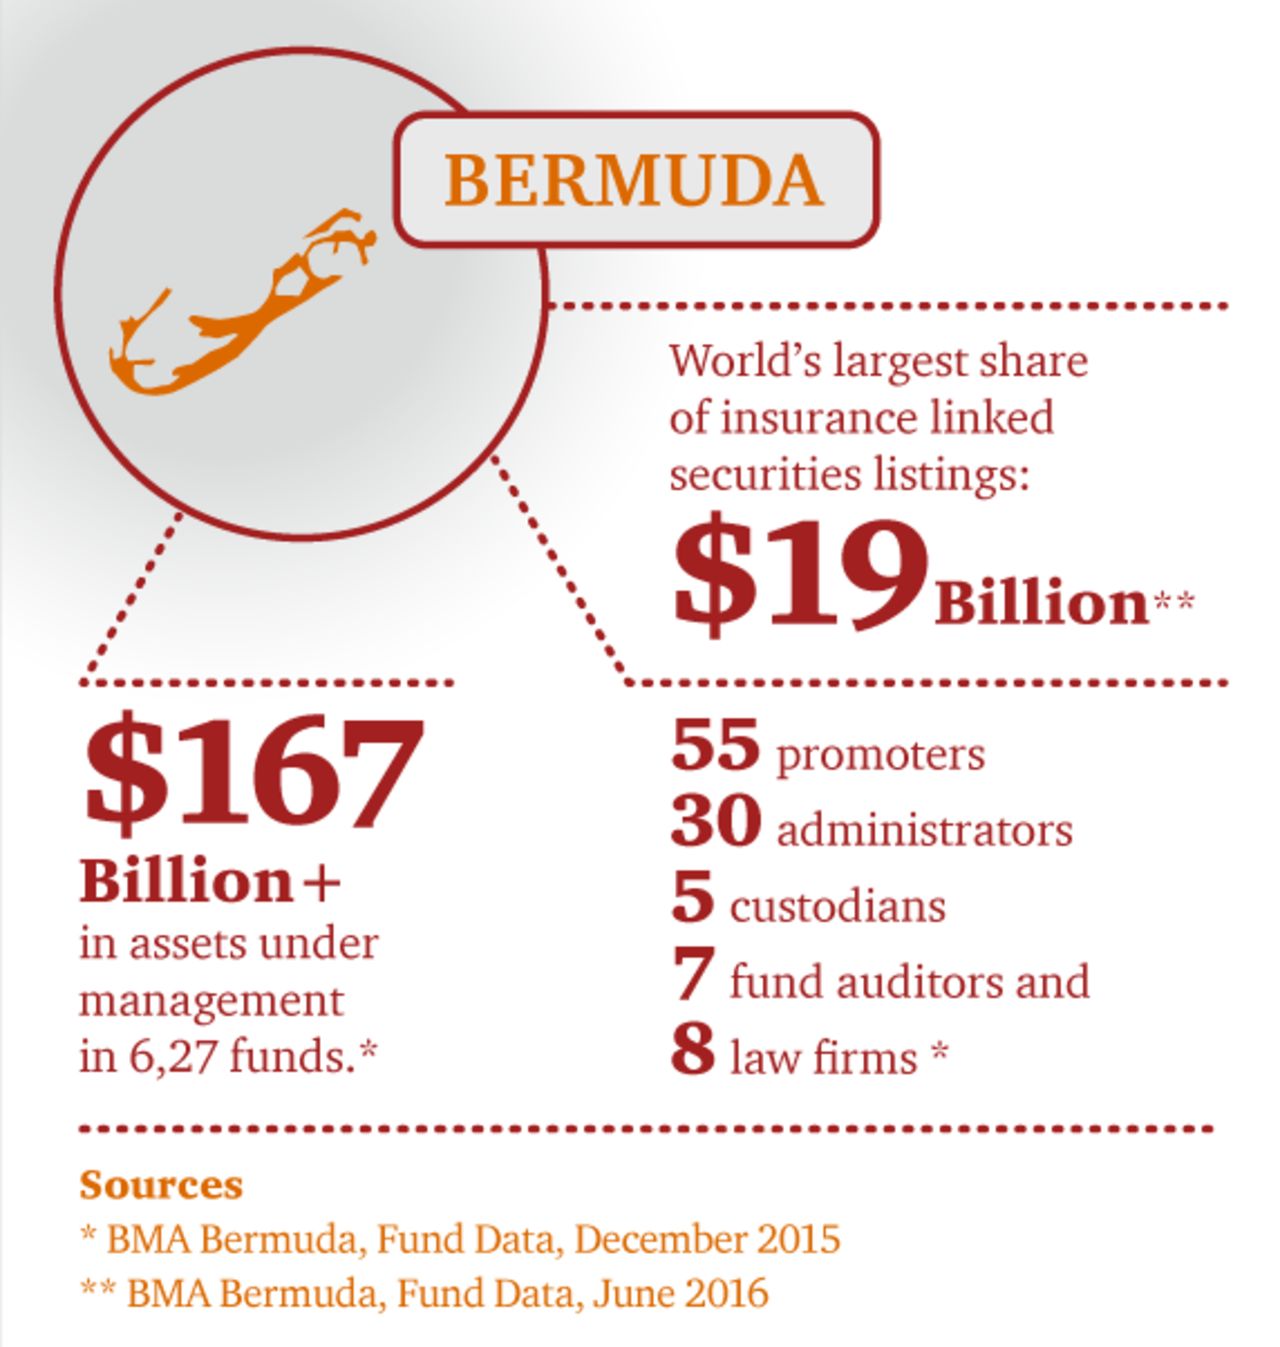 BERMUDA
World’s largest share
of insurance linked
securities listings:
$19 Billion**
$167
Billion+
in assets under
management
in 6,27 funds.*
55 promoters
30 administrators
5 custodians
7 fund auditors and
8 law firms *
Sources
* BMA Bermuda, Fund Data, December 2015
** BMA Bermuda, Fund Data, June 2016